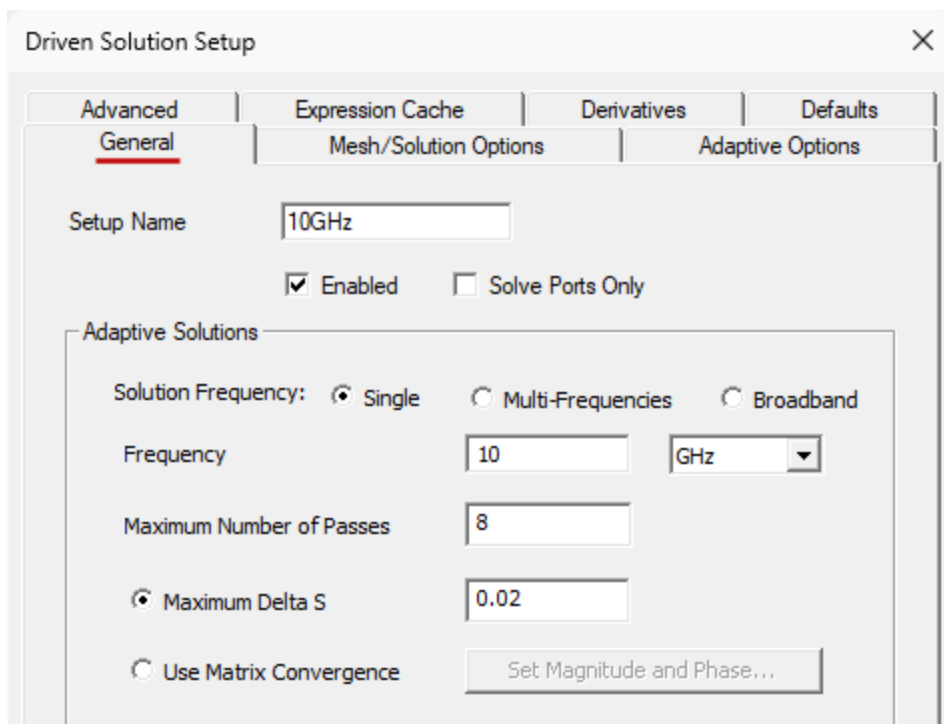 Driven Solution Setup
Advanced Expression Cache Derivatives Defaults
General Mesh/Solution Options Adaptive Options
Setup Name 10GHz
Enabled Solve Ports Only
Adaptive Solutions
Solution Frequency: Single Multi-Frequencies Broadband
Frequency 10 GHz
Maximum Number of Passes 8
Maximum Delta S 0.02
Use Matrix Convergence Set Magnitude and Phase...